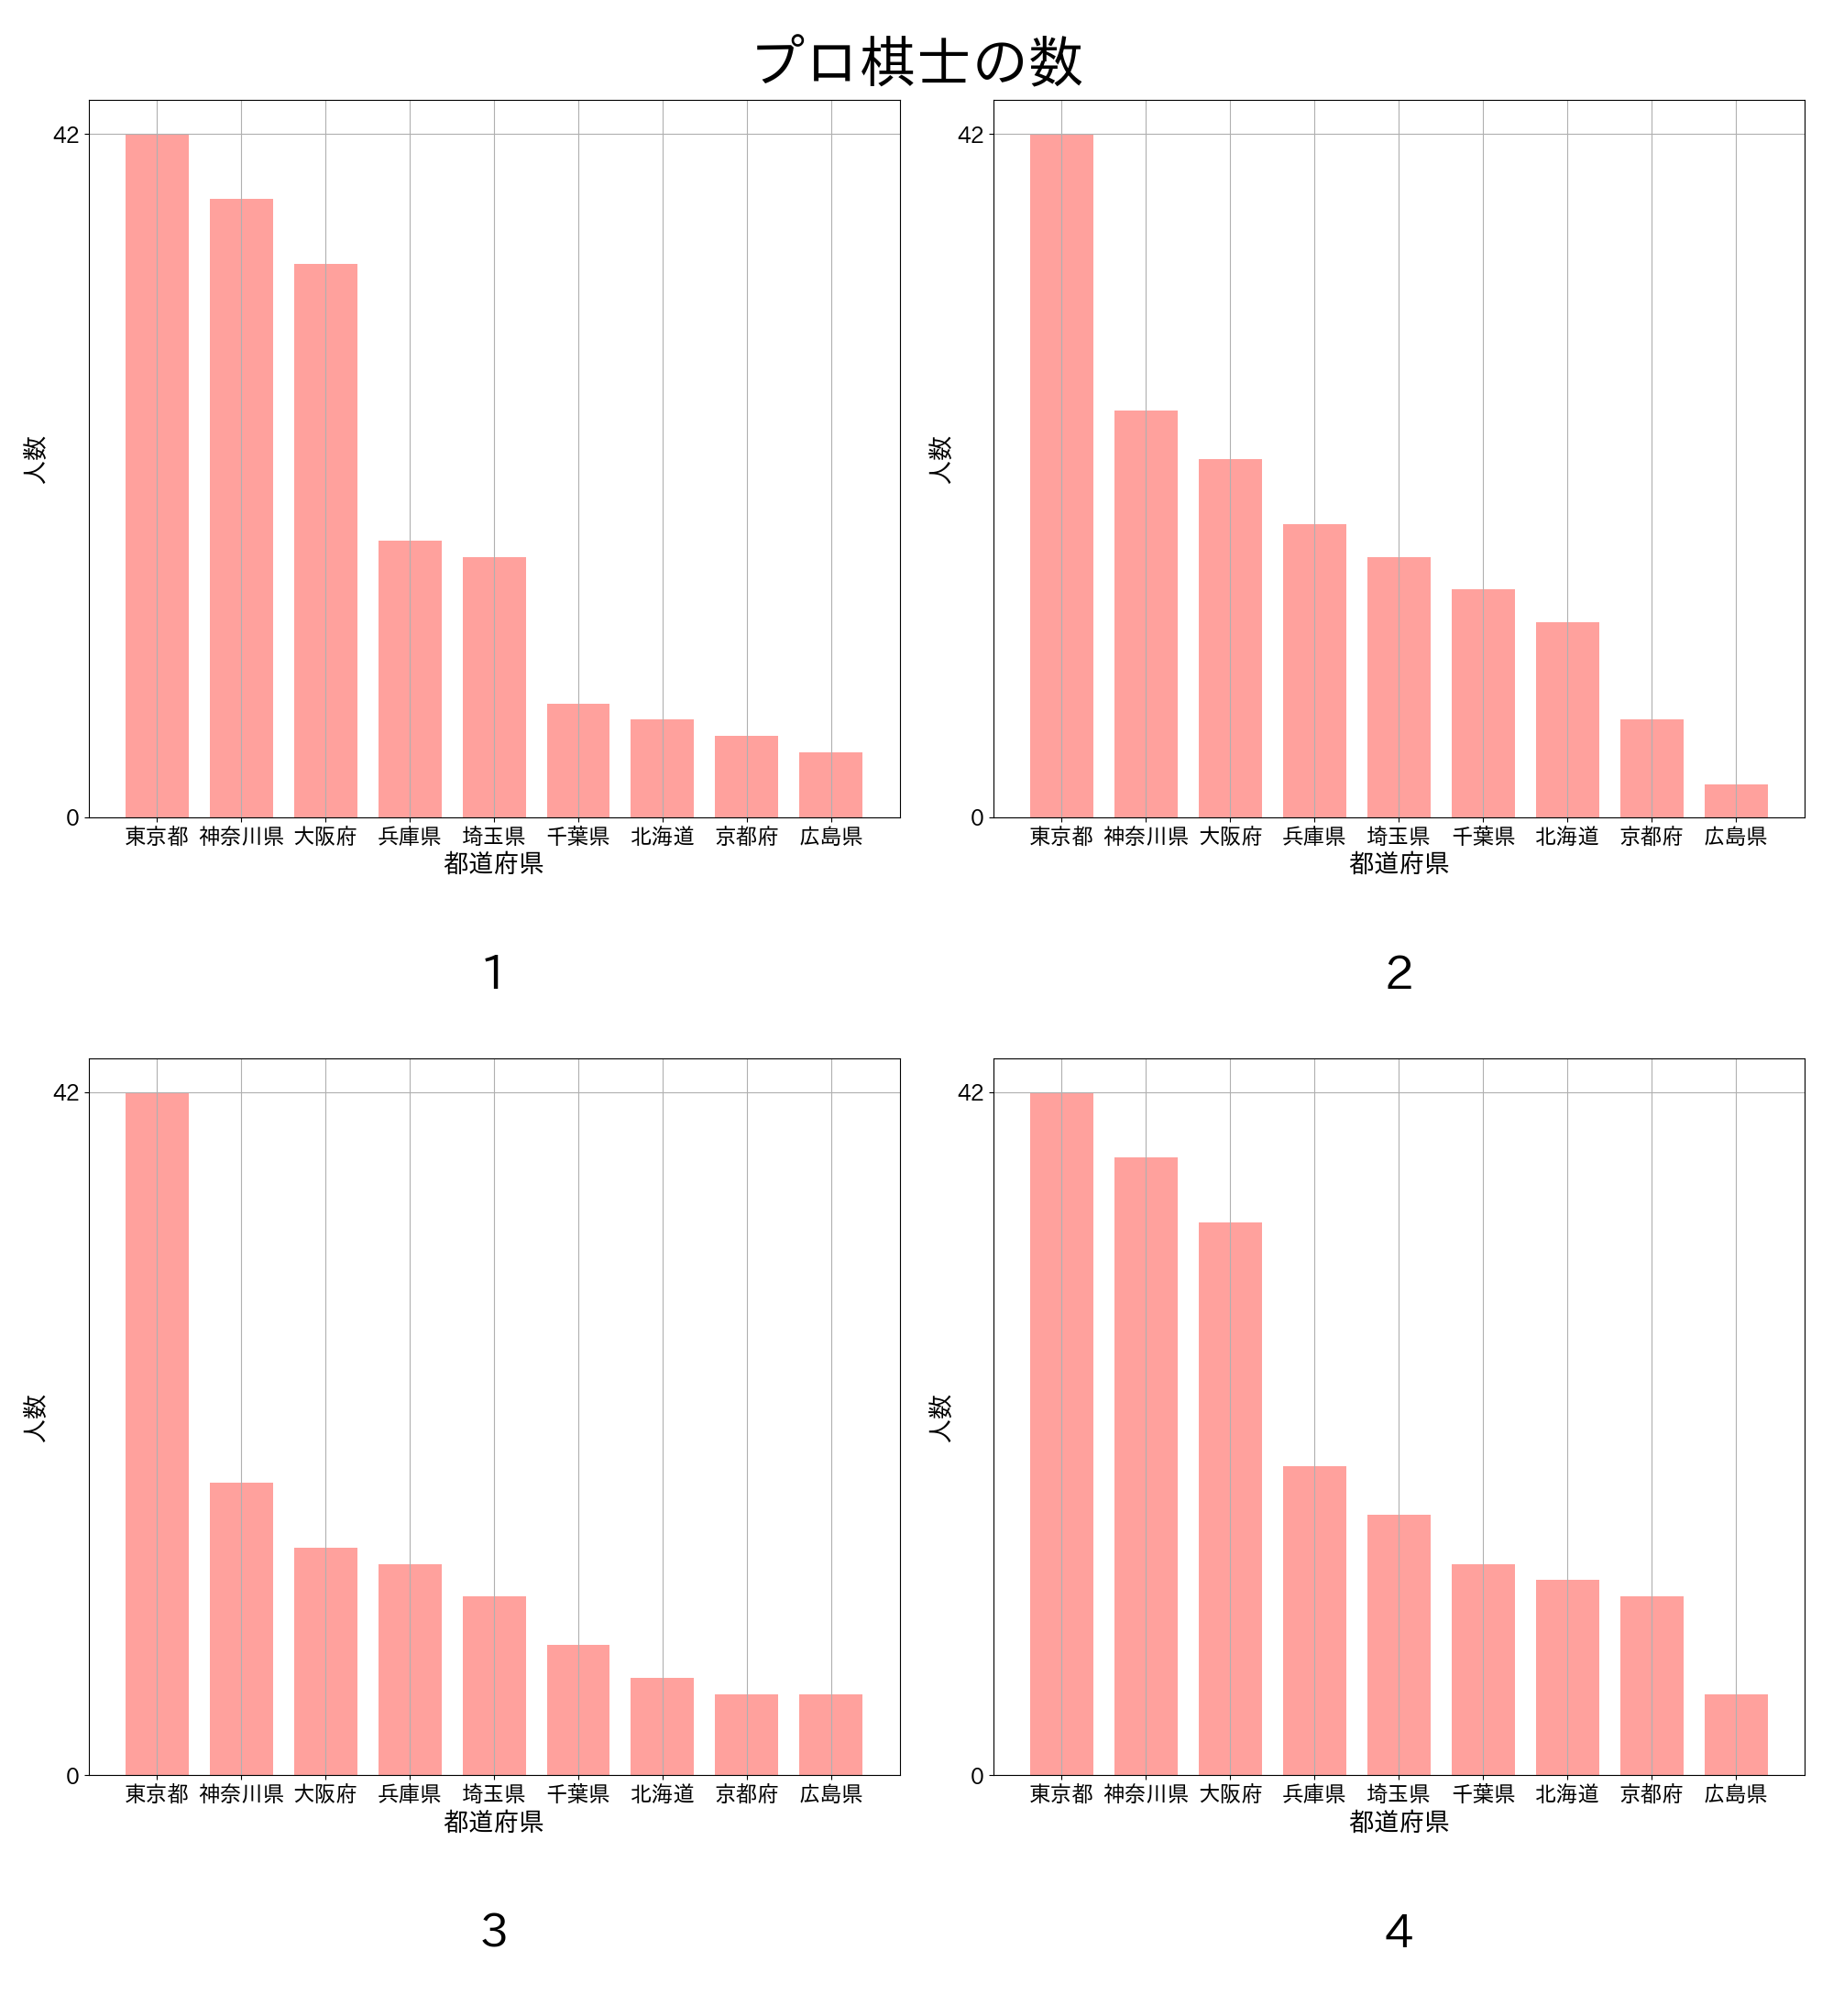 プロ棋士の数
42
人数
0
東京都 神奈川県 大阪府 兵庫県 埼玉県 千葉県 北海道 京都府 広島県
都道府県
1
42
人数
0
東京都 神奈川県 大阪府 兵庫県 埼玉県 千葉県 北海道 京都府 広島県
都道府県
2
42
人数
0
東京都 神奈川県 大阪府 兵庫県 埼玉県 千葉県 北海道 京都府 広島県
都道府県
3
42
人数
0
東京都 神奈川県 大阪府 兵庫県 埼玉県 千葉県 北海道 京都府 広島県
都道府県
4